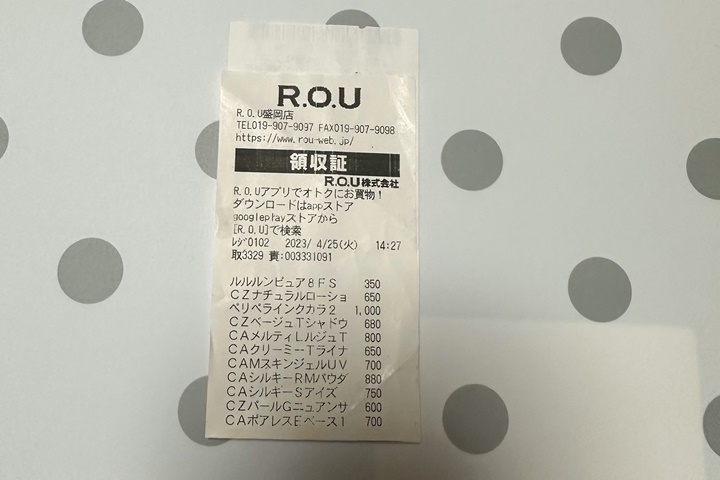 R.O.U
R.O.U盛岡店
TEL019-907-9097 FAX019-907-9098
https://www.rou-web.jp/
領収証
R.O.U株式会社
R.O.Uアプリでオトクにお買物!
ダウンロードはappストア
googleplayストアから
[R.O.U]で検索
ﾚｼﾞ0102 2023/ 4/25(火) 14:27
取3329 責:003331091
ルルルンピュア8FS 350
CZナチュラルローショ 650
ペリペラインクカラ2 1,000
CZベージュTシャドウ 680
CAメルティLルジュT 800
CAクリーミーTライナ 650
CAMスキンジェルUV 700
CAシルキーRMパウダ 880
CAシルギーSアイズ 750
CZパールGニュアンサ 600
CAポアレスEベース1 700